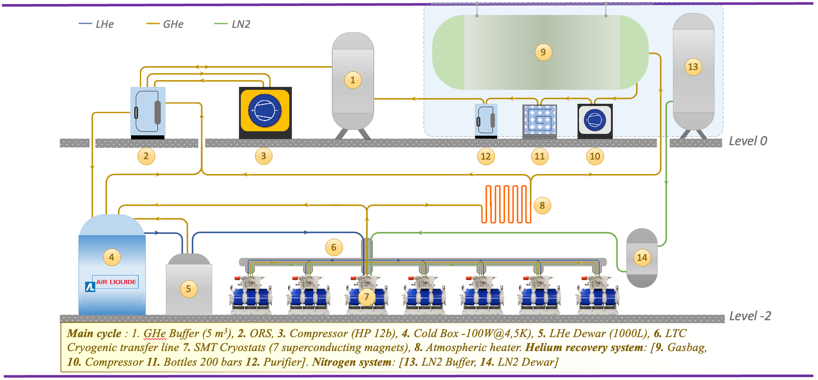 LHe GHe LN2
9
13
1
2
3
12
11
10
Level 0
8
4
AIR LIQUIDE
5
6
7
14
Level -2
Main cycle : 1. GHe Buffer (5 m³), 2. ORS, 3. Compressor (HP 12b), 4. Cold Box -100W@4,5K), 5. LHe Dewar (1000L), 6. LTC
Cryogenic transfer line 7. SMT Cryostats (7 superconducting magnets), 8. Atmospheric heater. Helium recovery system: [9. Gasbag,
10. Compressor 11. Bottles 200 bars 12. Purifier]. Nitrogen system: [13. LN2 Buffer, 14. LN2 Dewar]